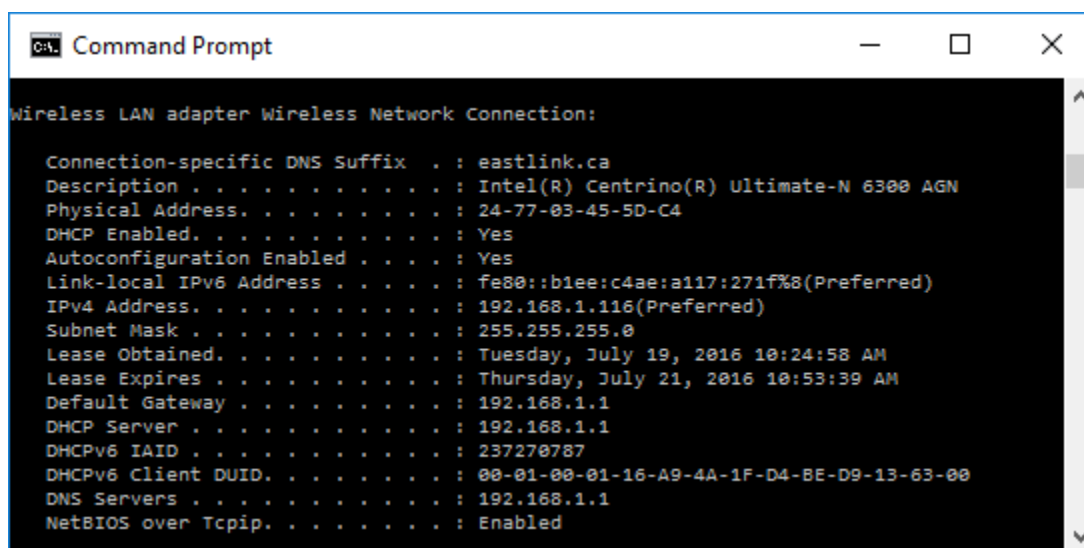 Command Prompt
Wireless LAN adapter Wireless Network Connection:
Connection-specific DNS Suffix  . : eastlink.ca
Description . . . . . . . . . . . : Intel(R) Centrino(R) Ultimate-N 6300 AGN
Physical Address. . . . . . . . . : 24-77-03-45-5D-C4
DHCP Enabled. . . . . . . . . . . : Yes
Autoconfiguration Enabled . . . . : Yes
Link-local IPv6 Address . . . . . : fe80::b1ee:c4ae:a117:271f%8(Preferred)
IPv4 Address. . . . . . . . . . . : 192.168.1.116(Preferred)
Subnet Mask . . . . . . . . . . . : 255.255.255.0
Lease Obtained. . . . . . . . . . : Tuesday, July 19, 2016 10:24:58 AM
Lease Expires . . . . . . . . . . : Thursday, July 21, 2016 10:53:39 AM
Default Gateway . . . . . . . . . : 192.168.1.1
DHCP Server . . . . . . . . . . . : 192.168.1.1
DHCPv6 IAID . . . . . . . . . . . : 237270787
DHCPv6 Client DUID. . . . . . . . : 00-01-00-01-16-A9-4A-1F-D4-BE-D9-13-63-00
DNS Servers . . . . . . . . . . . : 192.168.1.1
NetBIOS over Tcpip. . . . . . . . : Enabled